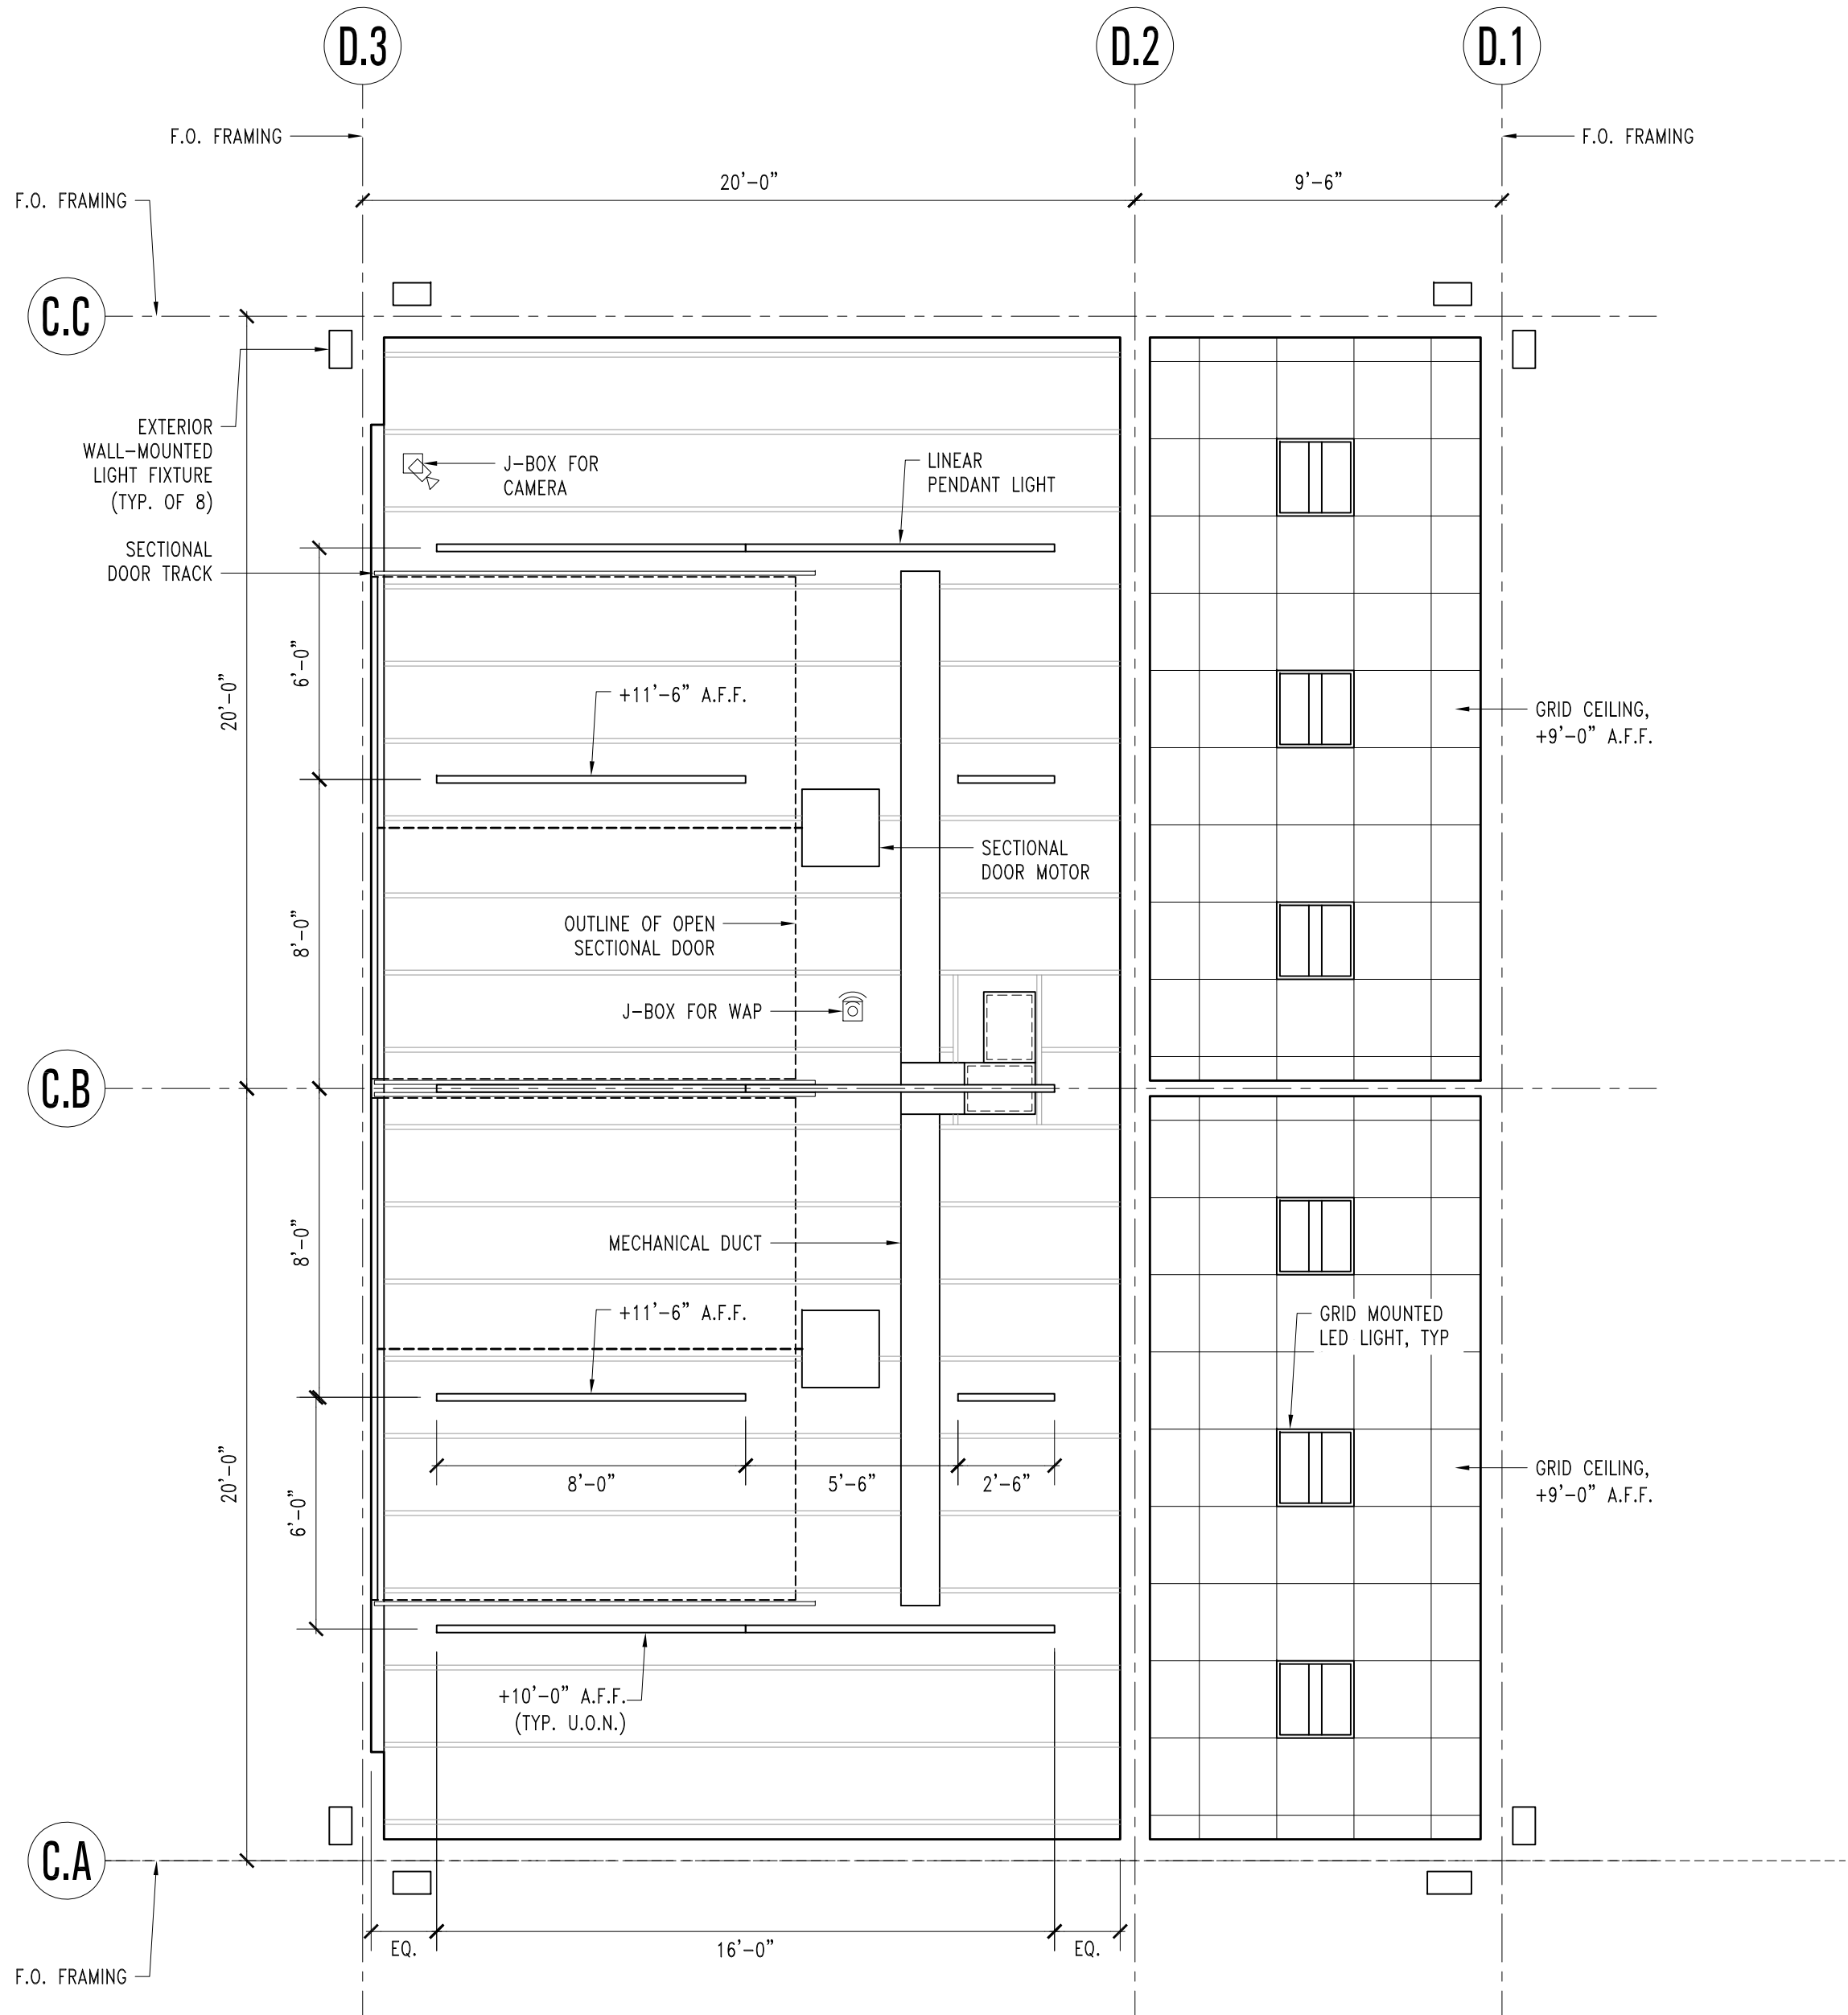 D.3
D.2
D.1
F.O. FRAMING
F.O. FRAMING
20'-0"
9'-6"
F.O. FRAMING
C.C
EXTERIOR
WALL-MOUNTED
LIGHT FIXTURE
(TYP. OF 8)
J-BOX FOR
CAMERA
LINEAR
PENDANT LIGHT
SECTIONAL
DOOR TRACK
6'-0"
20'-0"
+11'-6" A.F.F.
GRID CEILING,
+9'-0" A.F.F.
SECTIONAL
DOOR MOTOR
8'-0"
OUTLINE OF OPEN
SECTIONAL DOOR
J-BOX FOR WAP
C.B
8'-0"
MECHANICAL DUCT
+11'-6" A.F.F.
GRID MOUNTED
LED LIGHT, TYP
20'-0"
8'-0"
5'-6"
2'-6"
GRID CEILING,
+9'-0" A.F.F.
6'-0"
+10'-0" A.F.F.
(TYP. U.O.N.)
C.A
EQ.
16'-0"
EQ.
F.O. FRAMING